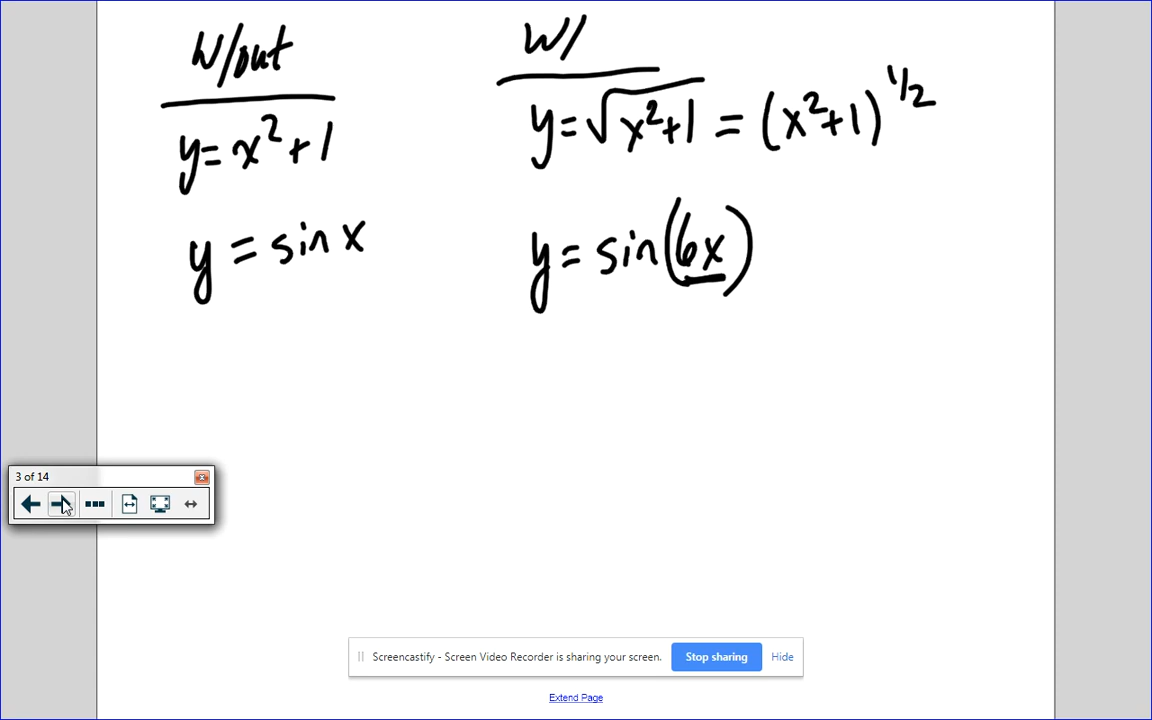 W/out W/
y = x² + 1 y = √(x²+1) = (x²+1)^1/2
y = sin x y = sin(6x)
3 of 14
Screencastify - Screen Video Recorder is sharing your screen. Stop sharing Hide
Extend Page